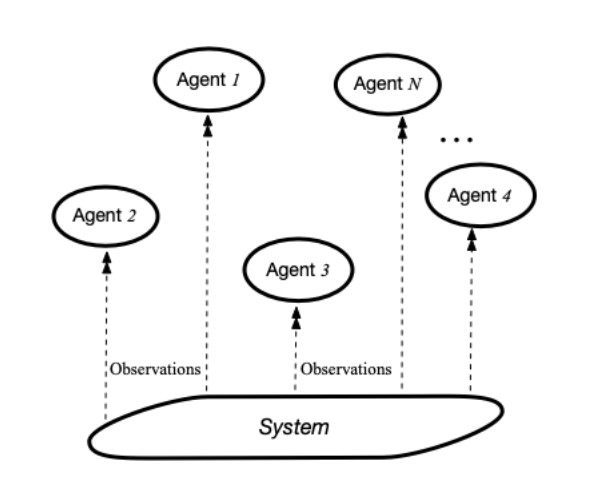 Agent 1
Agent N
...
Agent 4
Agent 2
Agent 3
Observations
Observations
System